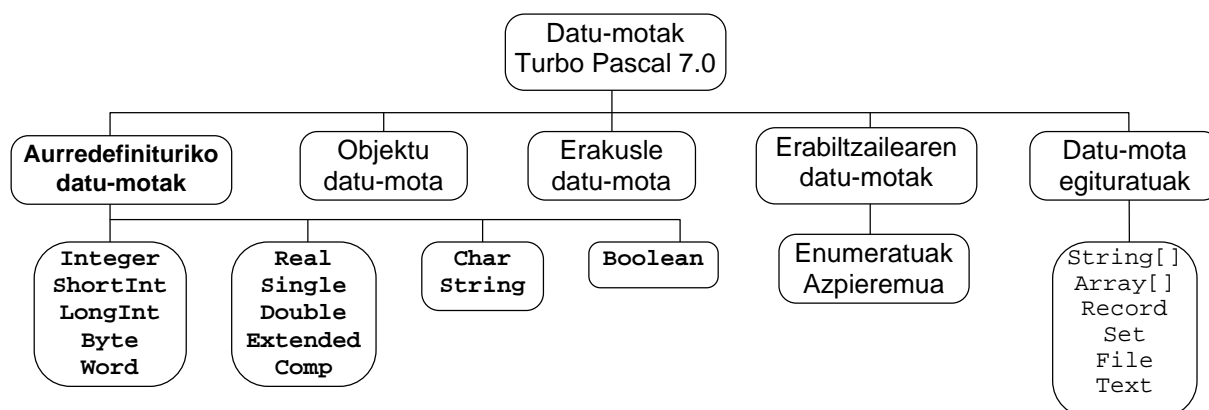 Datu-motak
Turbo Pascal 7.0
Aurredefinituriko
datu-motak
Objektu
datu-mota
Erakusle
datu-mota
Erabiltzailearen
datu-motak
Datu-mota
egituratuak
Integer
ShortInt
LongInt
Byte
Word
Real
Single
Double
Extended
Comp
Char
String
Boolean
Enumeratuak
Azpieremua
String[]
Array[]
Record
Set
File
Text